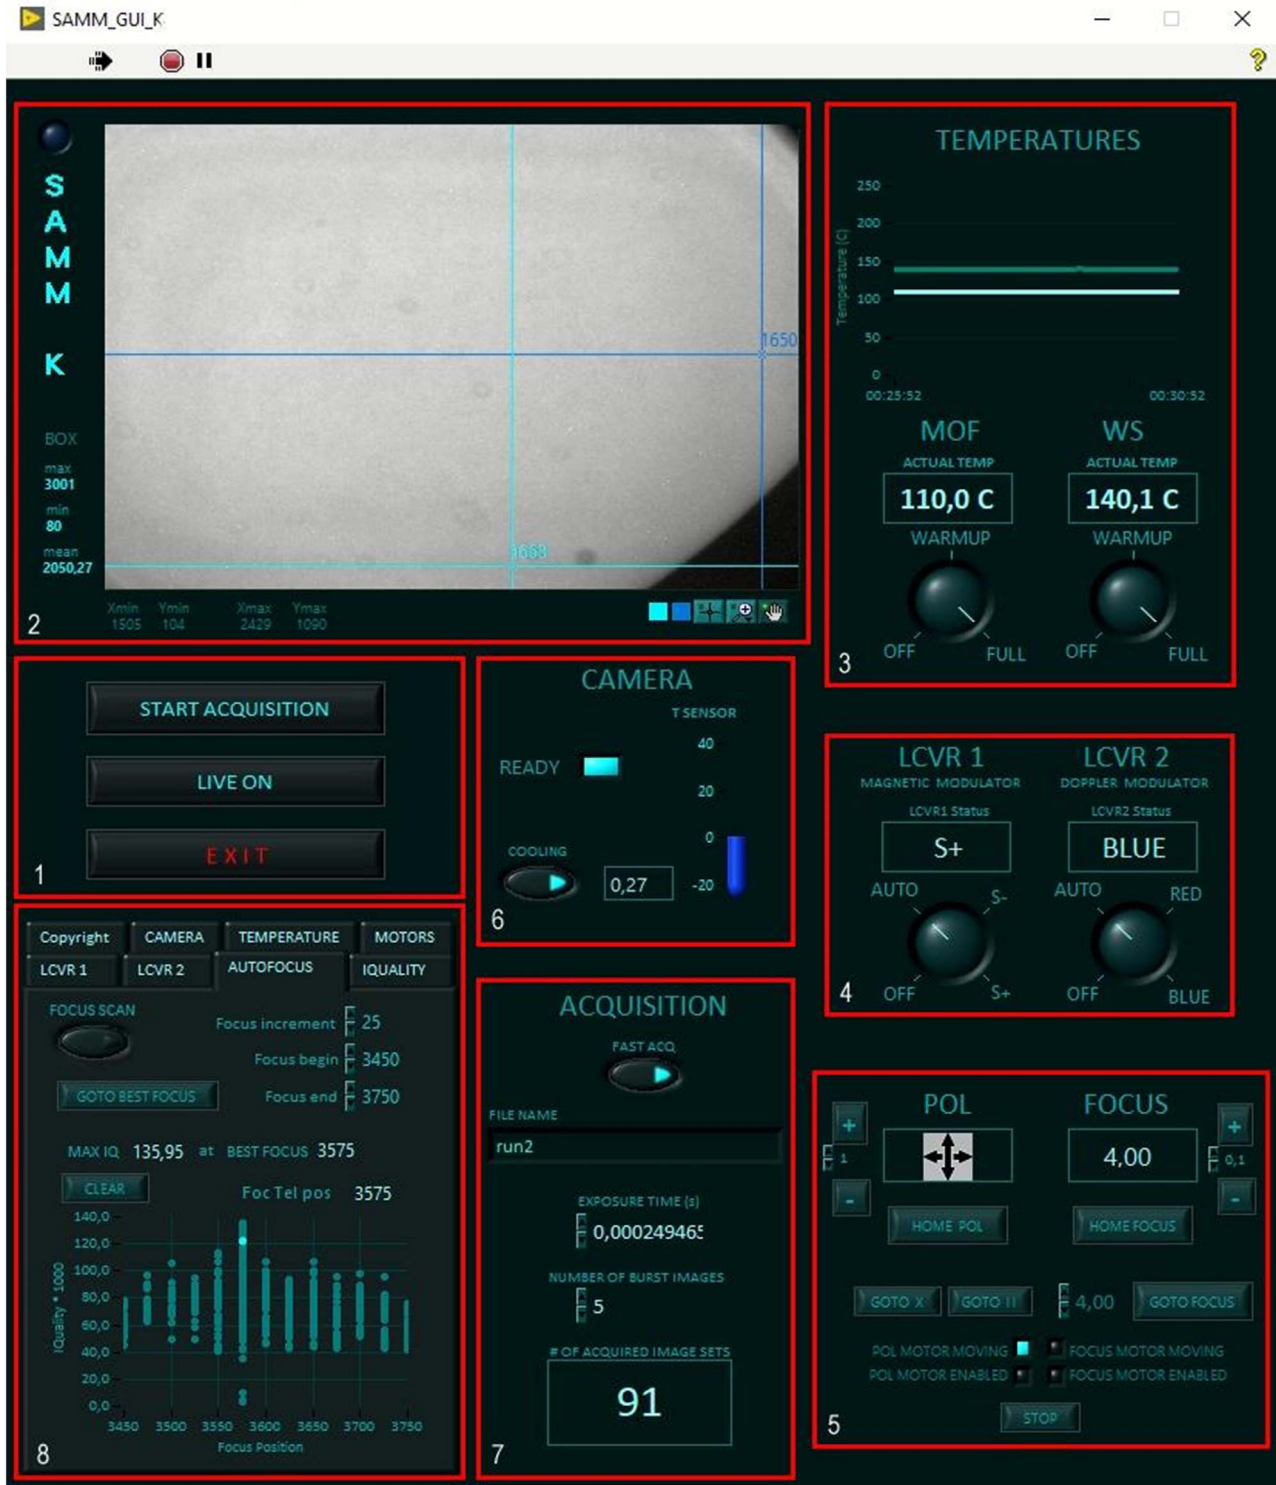 SAMM_GUI_K
?
S
A
M
M
K
BOX
max
3001
min
80
mean
2050,27
1650
1668
Xmin Ymin Xmax Ymax
1505 104 2429 1090
2
TEMPERATURES
Temperature (C)
250
200
150
100
50
0
00:25:52 00:30:52
MOF WS
ACTUAL TEMP ACTUAL TEMP
110,0 C 140,1 C
WARMUP WARMUP
OFF FULL OFF FULL
3
START ACQUISITION
LIVE ON
EXIT
1
CAMERA
T SENSOR
40
READY
20
0
COOLING
0,27
-20
6
LCVR 1 LCVR 2
MAGNETIC MODULATOR DOPPLER MODULATOR
LCVR1 Status LCVR2 Status
S+ BLUE
AUTO S- AUTO RED
OFF S+ OFF BLUE
4
Copyright CAMERA TEMPERATURE MOTORS
LCVR 1 LCVR 2 AUTOFOCUS IQUALITY
FOCUS SCAN
Focus increment 25
Focus begin 3450
GOTO BEST FOCUS Focus end 3750
MAX IQ 135,95 at BEST FOCUS 3575
CLEAR Foc Tel pos 3575
IQuality * 1000
140,0
120,0
100,0
80,0
60,0
40,0
20,0
0,0
3450 3500 3550 3600 3650 3700 3750
Focus Position
8
ACQUISITION
FAST ACQ
FILE NAME
run2
EXPOSURE TIME (s)
0,000249465
NUMBER OF BURST IMAGES
5
# OF ACQUIRED IMAGE SETS
91
7
POL FOCUS
+ +
1 4,00 0,1
- -
HOME POL HOME FOCUS
GOTO X GOTO II 4,00 GOTO FOCUS
POL MOTOR MOVING FOCUS MOTOR MOVING
POL MOTOR ENABLED FOCUS MOTOR ENABLED
STOP
5